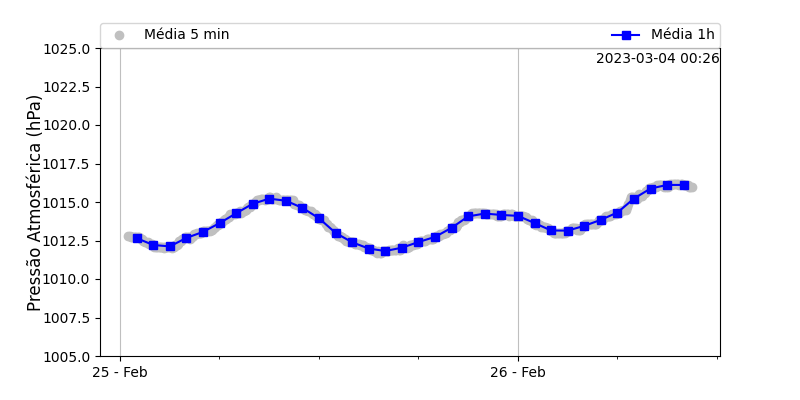 Média 5 min
Média 1h
2023-03-04 00:26
Pressão Atmosférica (hPa)
1025.0
1022.5
1020.0
1017.5
1015.0
1012.5
1010.0
1007.5
1005.0
25 - Feb
26 - Feb